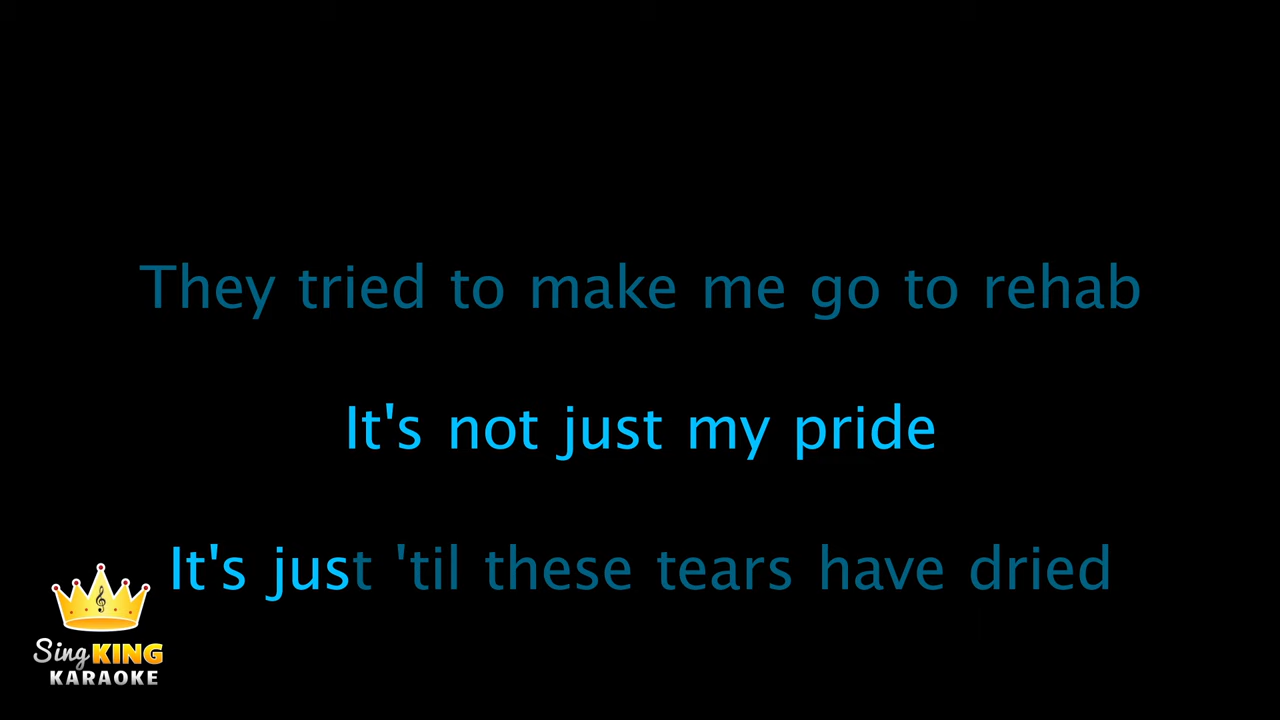 They tried to make me go to rehab
It's not just my pride
It's just 'til these tears have dried
Sing KING
KARAOKE